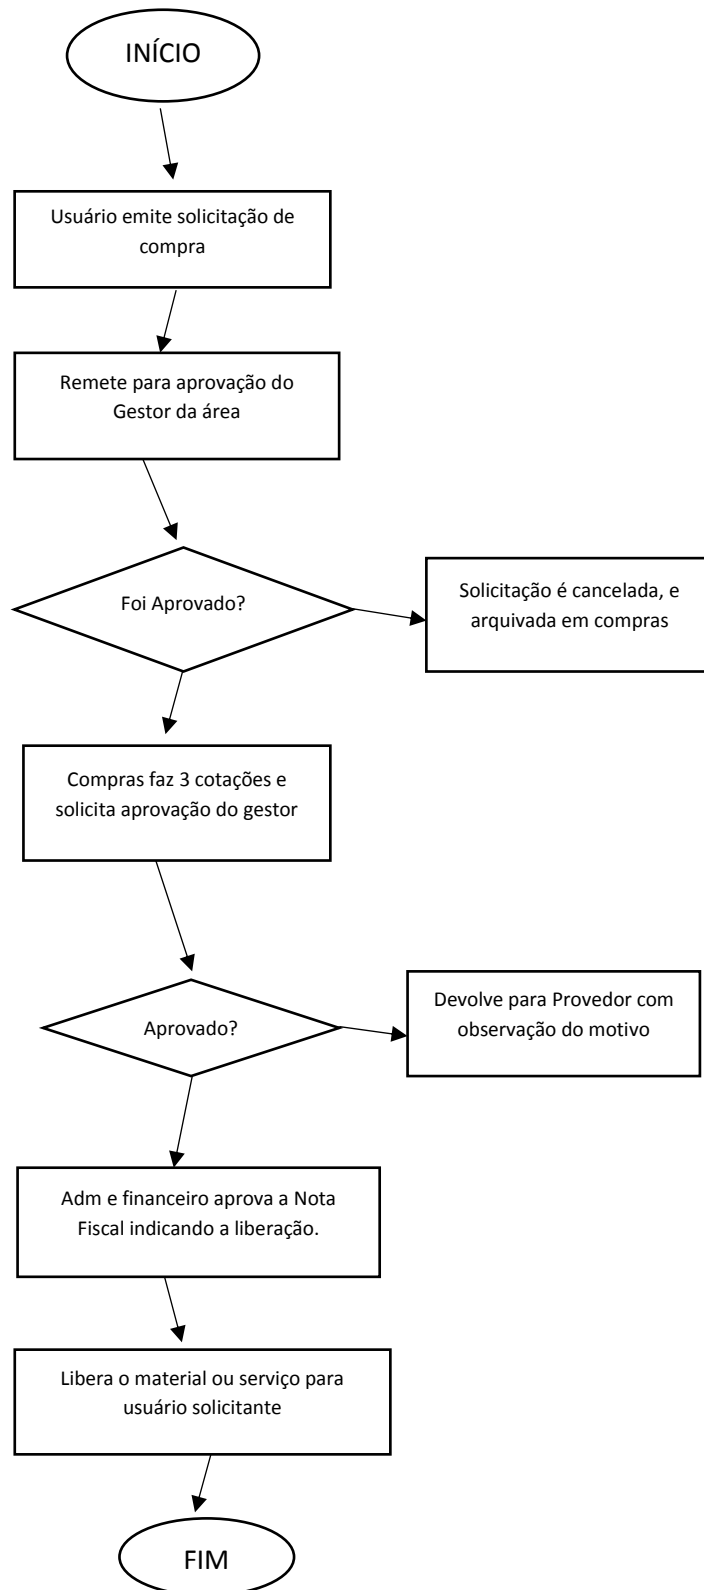 INÍCIO
Usuário emite solicitação de
compra
Remete para aprovação do
Gestor da área
Foi Aprovado?
Solicitação é cancelada, e
arquivada em compras
Compras faz 3 cotações e
solicita aprovação do gestor
Aprovado?
Devolve para Provedor com
observação do motivo
Adm e financeiro aprova a Nota
Fiscal indicando a liberação.
Libera o material ou serviço para
usuário solicitante
FIM